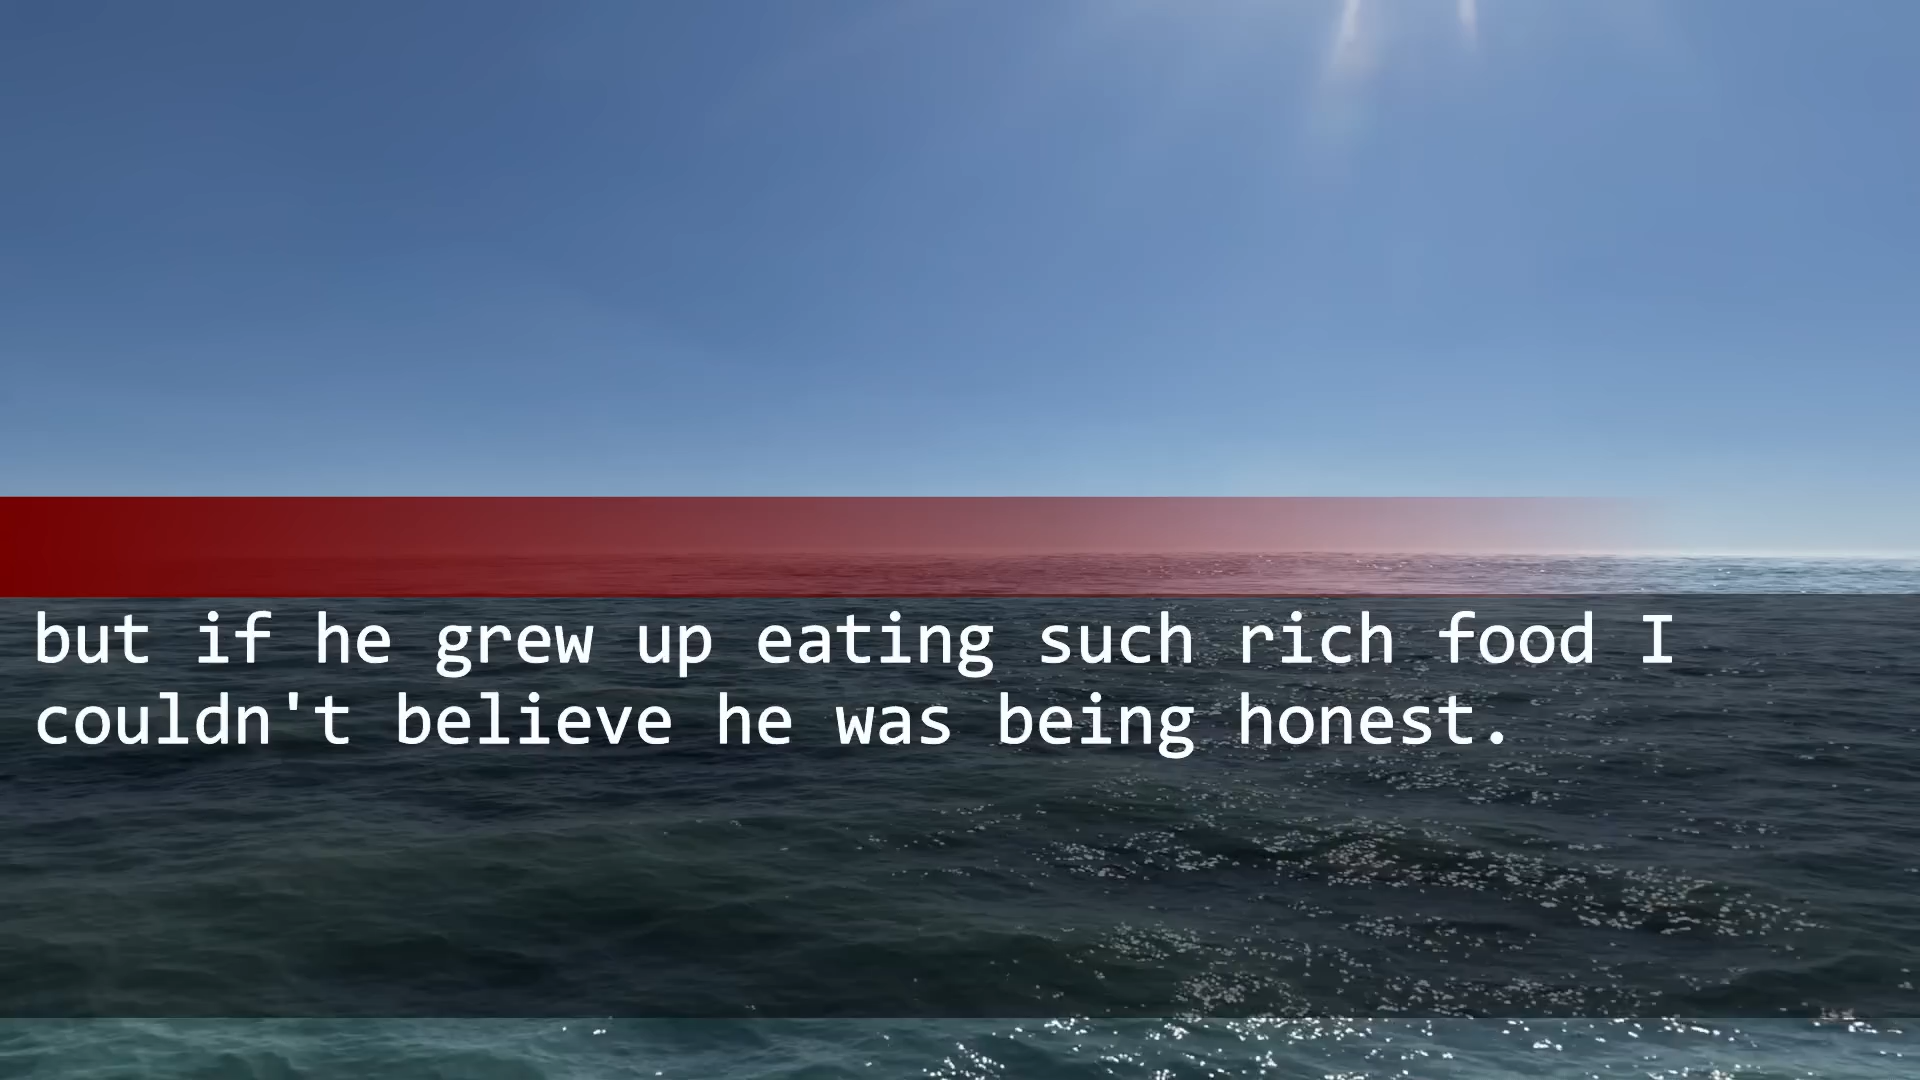 but if he grew up eating such rich food I
couldn't believe he was being honest.